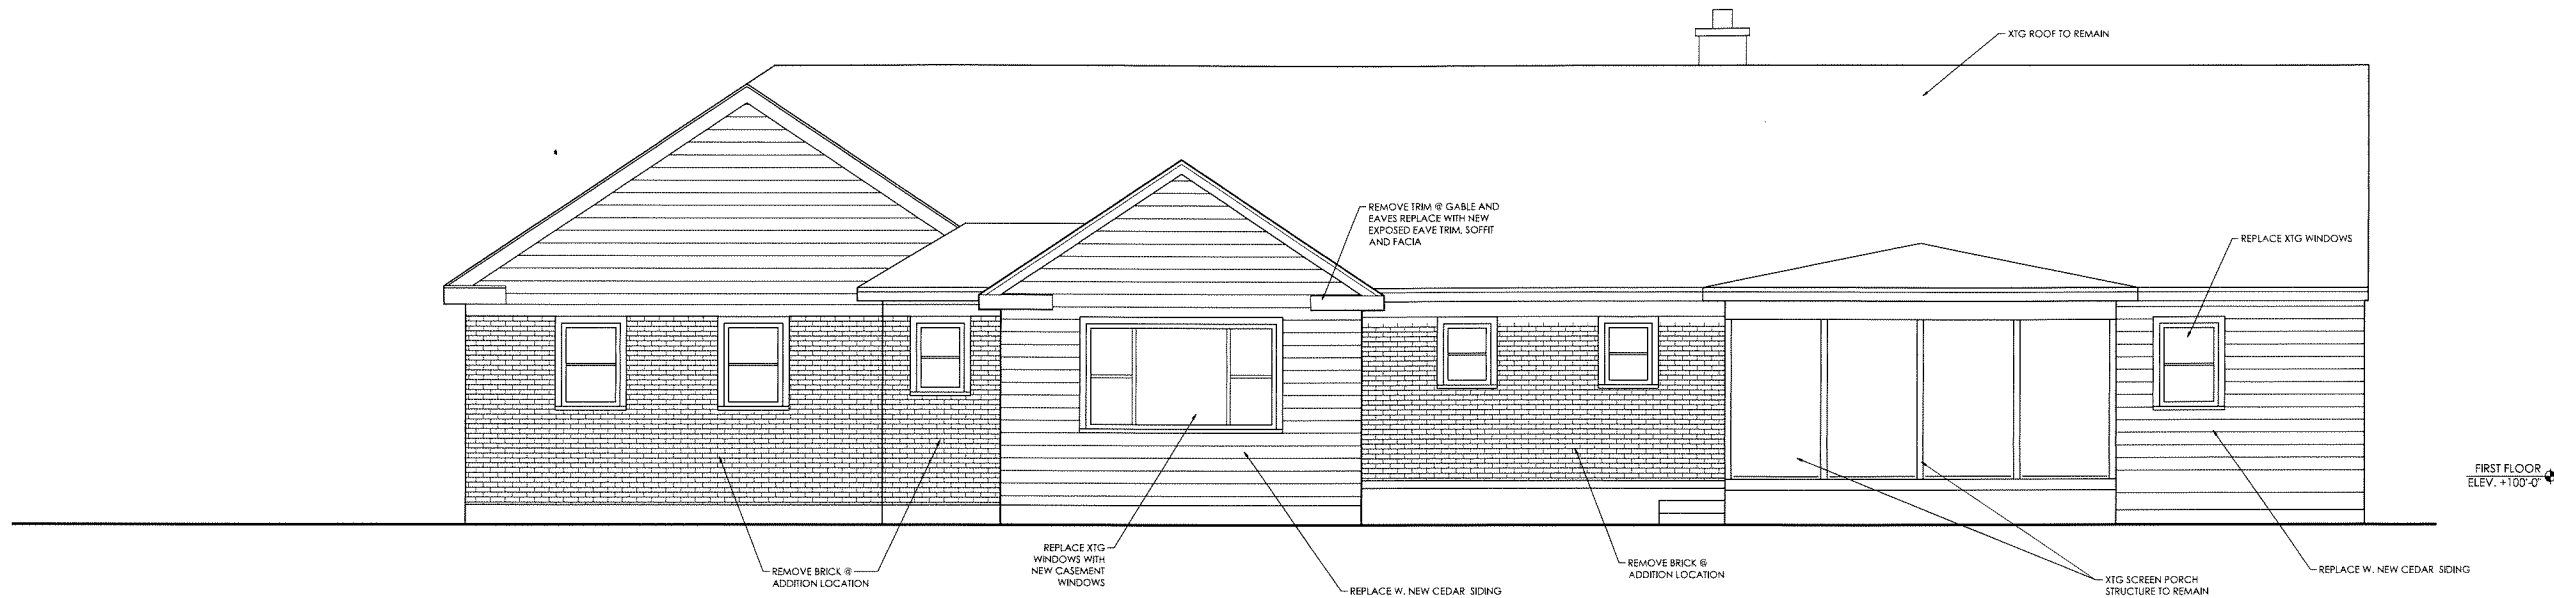 XTG ROOF TO REMAIN
REMOVE TRIM @ GABLE AND
EAVES REPLACE WITH NEW
EXPOSED EAVE TRIM, SOFFIT
AND FACIA
REPLACE XTG WINDOWS
FIRST FLOOR
ELEV. +100'-0"
REMOVE BRICK @
ADDITION LOCATION
REPLACE XTG
WINDOWS WITH
NEW CASEMENT
WINDOWS
REPLACE W. NEW CEDAR SIDING
REMOVE BRICK @
ADDITION LOCATION
XTG SCREEN PORCH
STRUCTURE TO REMAIN
REPLACE W. NEW CEDAR SIDING